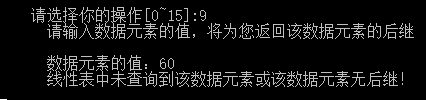 请选择你的操作[0~15]:9
请输入数据元素的值，将为您返回该数据元素的后继
数据元素的值：60
线性表中未查询到该数据元素或该数据元素无后继!